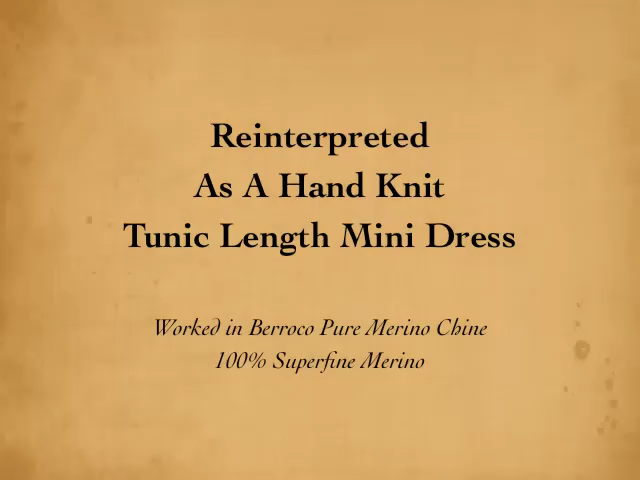 Reinterpreted
As A Hand Knit
Tunic Length Mini Dress
Worked in Berroco Pure Merino Chine
100% Superfine Merino